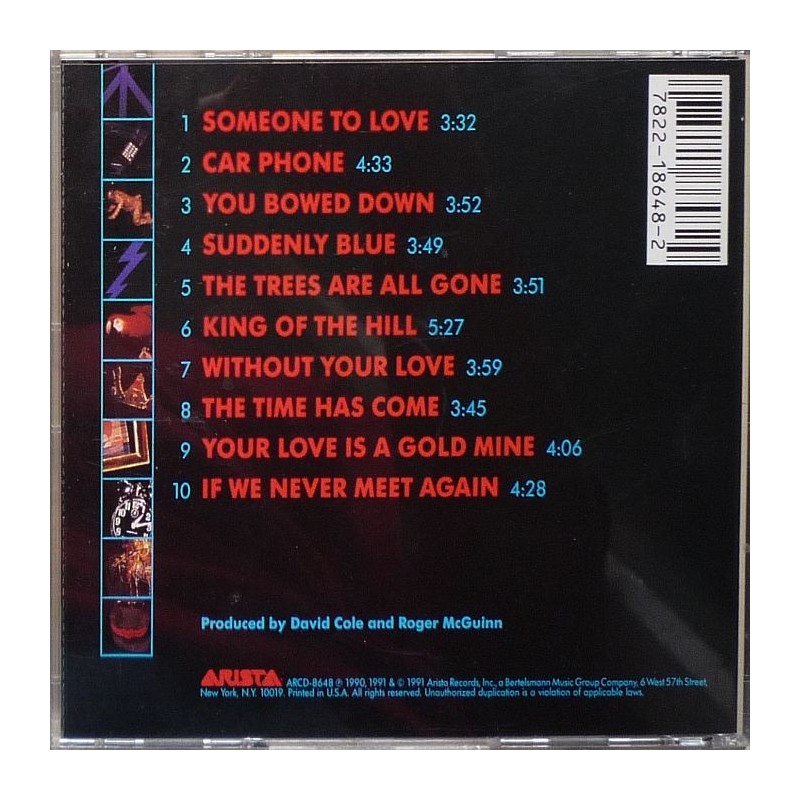 1 SOMEONE TO LOVE 3:32
2 CAR PHONE 4:33
3 YOU BOWED DOWN 3:52
4 SUDDENLY BLUE 3:49
5 THE TREES ARE ALL GONE 3:51
6 KING OF THE HILL 5:27
7 WITHOUT YOUR LOVE 3:59
8 THE TIME HAS COME 3:45
9 YOUR LOVE IS A GOLD MINE 4:06
10 IF WE NEVER MEET AGAIN 4:28
7822-18648-2
Produced by David Cole and Roger McGuinn
ARISTA ARCD-8648 ℗ 1990, 1991 & © 1991 Arista Records, Inc., a Bertelsmann Music Group Company, 6 West 57th Street,
New York, N.Y. 10019. Printed in U.S.A. All rights reserved. Unauthorized duplication is a violation of applicable laws.